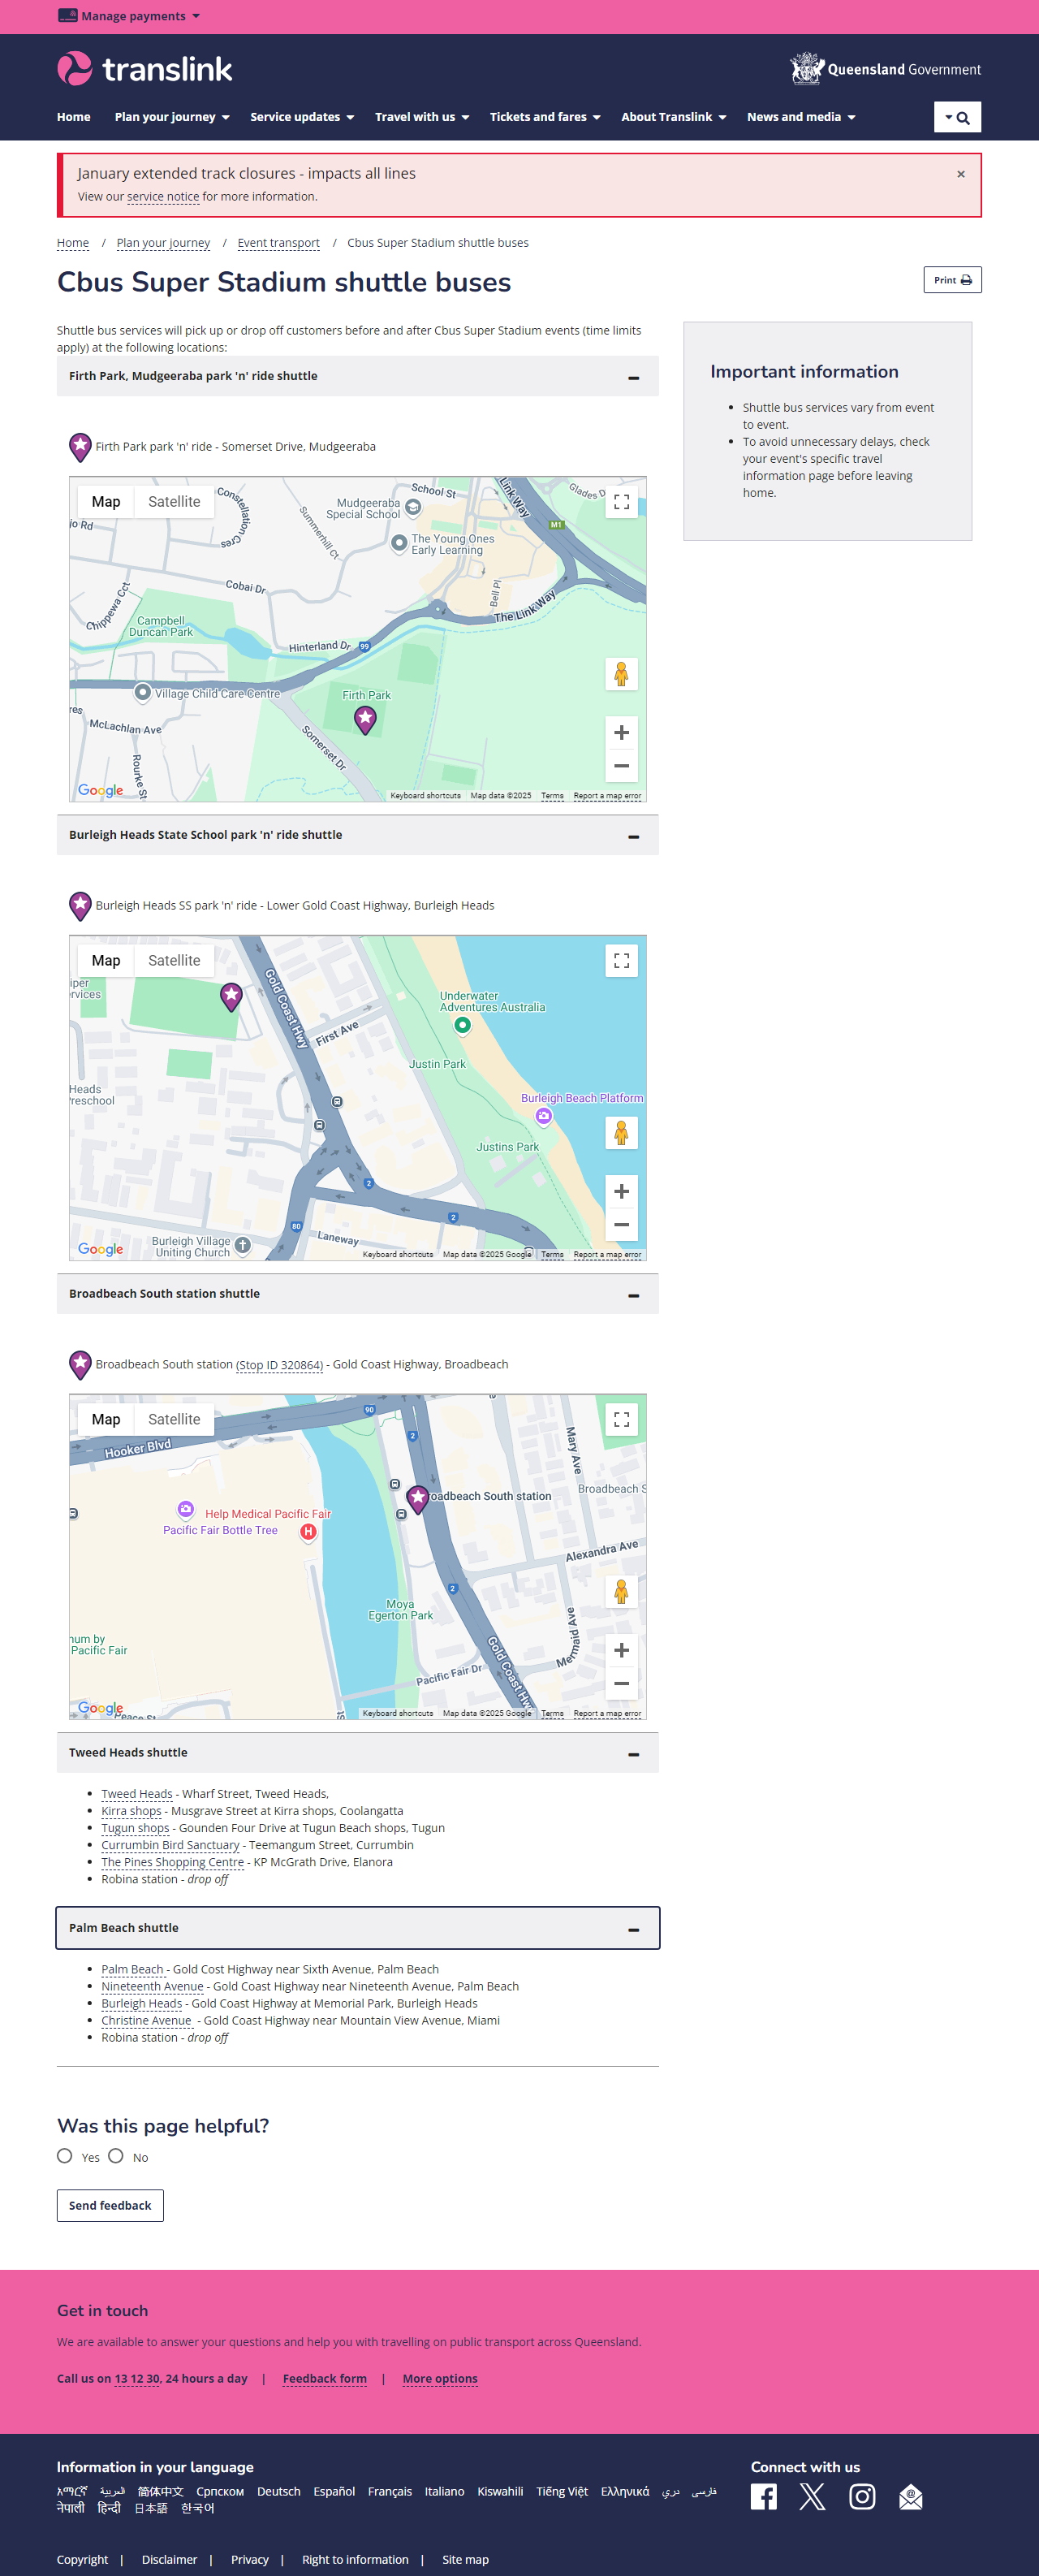 Manage payments
translink
Queensland Government
Home Plan your journey Service updates Travel with us Tickets and fares About Translink News and media
January extended track closures - impacts all lines
×
View our service notice for more information.
Home / Plan your journey / Event transport / Cbus Super Stadium shuttle buses
Cbus Super Stadium shuttle buses
Print
Shuttle bus services will pick up or drop off customers before and after Cbus Super Stadium events (time limits
apply) at the following locations:
Firth Park, Mudgeeraba park 'n' ride shuttle
Important information
Shuttle bus services vary from event
to event.
To avoid unnecessary delays, check
your event's specific travel
information page before leaving
home.
Firth Park park 'n' ride - Somerset Drive, Mudgeeraba
Map Satellite
Constellation Cres
School St
Link Way
Glades D
Mudgeeraba
Special School
io Rd
Summerhill Ct
M1
The Young Ones
Early Learning
Cobai Dr
Chippewa Cct
Bell Pl
The Link Way
Campbell
Duncan Park
Hinterland Dr
99
Village Child Care Centre
Firth Park
res
McLachlan Ave
Somerset Dr
Rourke St
Google
Keyboard shortcuts Map data ©2025 Terms Report a map error
Burleigh Heads State School park 'n' ride shuttle
Burleigh Heads SS park 'n' ride - Lower Gold Coast Highway, Burleigh Heads
Map Satellite
iper
rvices
Gold Coast Hwy
Underwater
Adventures Australia
First Ave
Justin Park
Heads
Preschool
Burleigh Beach Platform
Justins Park
2
2
80
Burleigh Village
Uniting Church
Laneway
Google
Keyboard shortcuts Map data ©2025 Google Terms Report a map error
Broadbeach South station shuttle
Broadbeach South station (Stop ID 320864) - Gold Coast Highway, Broadbeach
Map Satellite
90
2
Hooker Blvd
Mary Ave
Broadbeach S
roadbeach South station
Help Medical Pacific Fair
Pacific Fair Bottle Tree
H
Alexandra Ave
2
Moya
Egerton Park
num by
Pacific Fair
Mermaid Ave
Gold Coast Hwy
Pacific Fair Dr
Peace St
Google
Keyboard shortcuts Map data ©2025 Google Terms Report a map error
Tweed Heads shuttle
Tweed Heads - Wharf Street, Tweed Heads,
Kirra shops - Musgrave Street at Kirra shops, Coolangatta
Tugun shops - Gounden Four Drive at Tugun Beach shops, Tugun
Currumbin Bird Sanctuary - Teemangum Street, Currumbin
The Pines Shopping Centre - KP McGrath Drive, Elanora
Robina station - drop off
Palm Beach shuttle
Palm Beach - Gold Cost Highway near Sixth Avenue, Palm Beach
Nineteenth Avenue - Gold Coast Highway near Nineteenth Avenue, Palm Beach
Burleigh Heads - Gold Coast Highway at Memorial Park, Burleigh Heads
Christine Avenue - Gold Coast Highway near Mountain View Avenue, Miami
Robina station - drop off
Was this page helpful?
Yes No
Send feedback
Get in touch
We are available to answer your questions and help you with travelling on public transport across Queensland.
Call us on 13 12 30, 24 hours a day | Feedback form | More options
Information in your language
Connect with us
አማርኛ العربية 简体中文 Српском Deutsch Español Français Italiano Kiswahili Tiếng Việt Ελληνικά دري فارسی
नेपाली हिन्दी 日本語 한국어
Copyright | Disclaimer | Privacy | Right to information | Site map